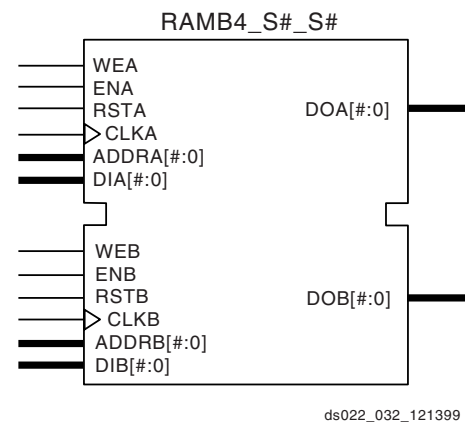 RAMB4_S#_S#
WEA
ENA
RSTA
DOA[#:0]
CLKA
ADDRA[#:0]
DIA[#:0]
WEB
ENB
RSTB
DOB[#:0]
CLKB
ADDRB[#:0]
DIB[#:0]
ds022_032_121399